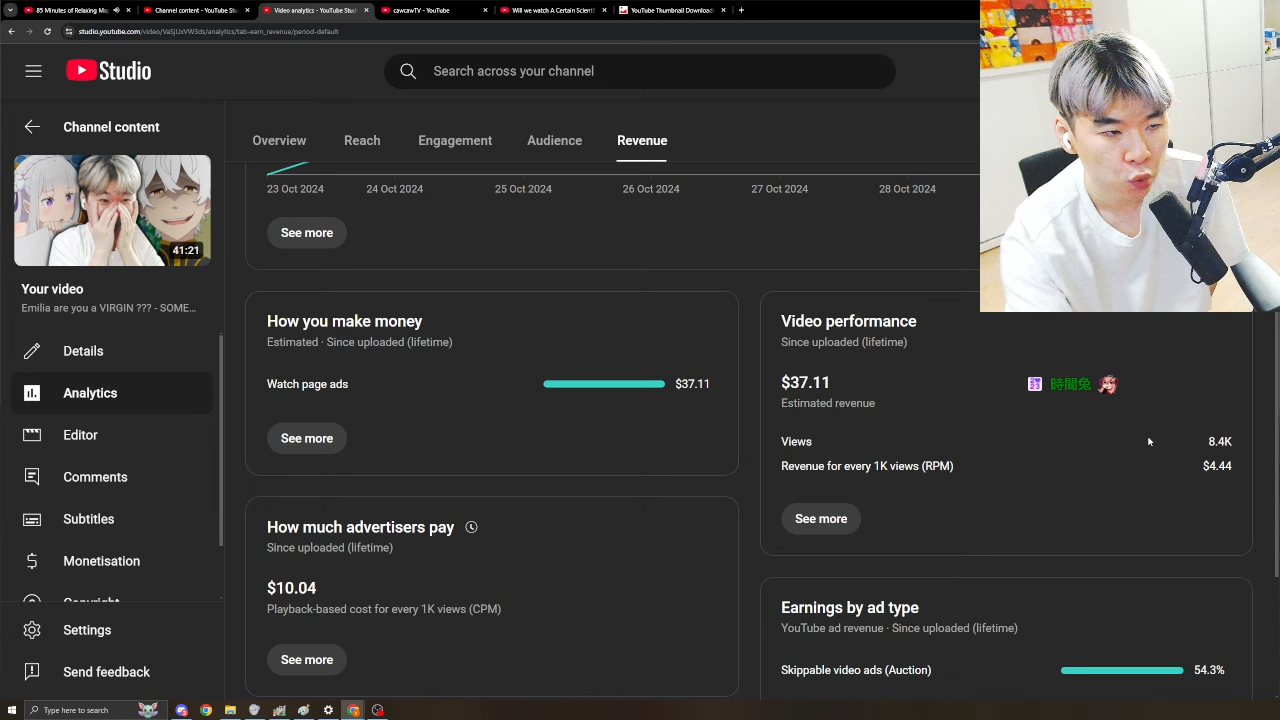 85 Minutes of Relaxing Mag
Channel content - YouTube Stu
Video analytics - YouTube Studi
cawcawTV - YouTube
Will we watch A Certain Scient
YouTube Thumbnail Download
studio.youtube.com/video/VaSjUxVW3ds/analytics/tab-earn_revenue/period-default
Studio
Search across your channel
Channel content
41:21
Your video
Emilia are you a VIRGIN ??? - SOME...
Details
Analytics
Editor
Comments
Subtitles
Monetisation
Copyright
Settings
Send feedback
Overview
Reach
Engagement
Audience
Revenue
23 Oct 2024
24 Oct 2024
25 Oct 2024
26 Oct 2024
27 Oct 2024
28 Oct 2024
See more
How you make money
Estimated · Since uploaded (lifetime)
Watch page ads
$37.11
See more
How much advertisers pay
Since uploaded (lifetime)
$10.04
Playback-based cost for every 1K views (CPM)
See more
Video performance
Since uploaded (lifetime)
$37.11
時間兔
Estimated revenue
Views 8.4K
Revenue for every 1K views (RPM) $4.44
See more
Earnings by ad type
YouTube ad revenue · Since uploaded (lifetime)
Skippable video ads (Auction) 54.3%
Type here to search